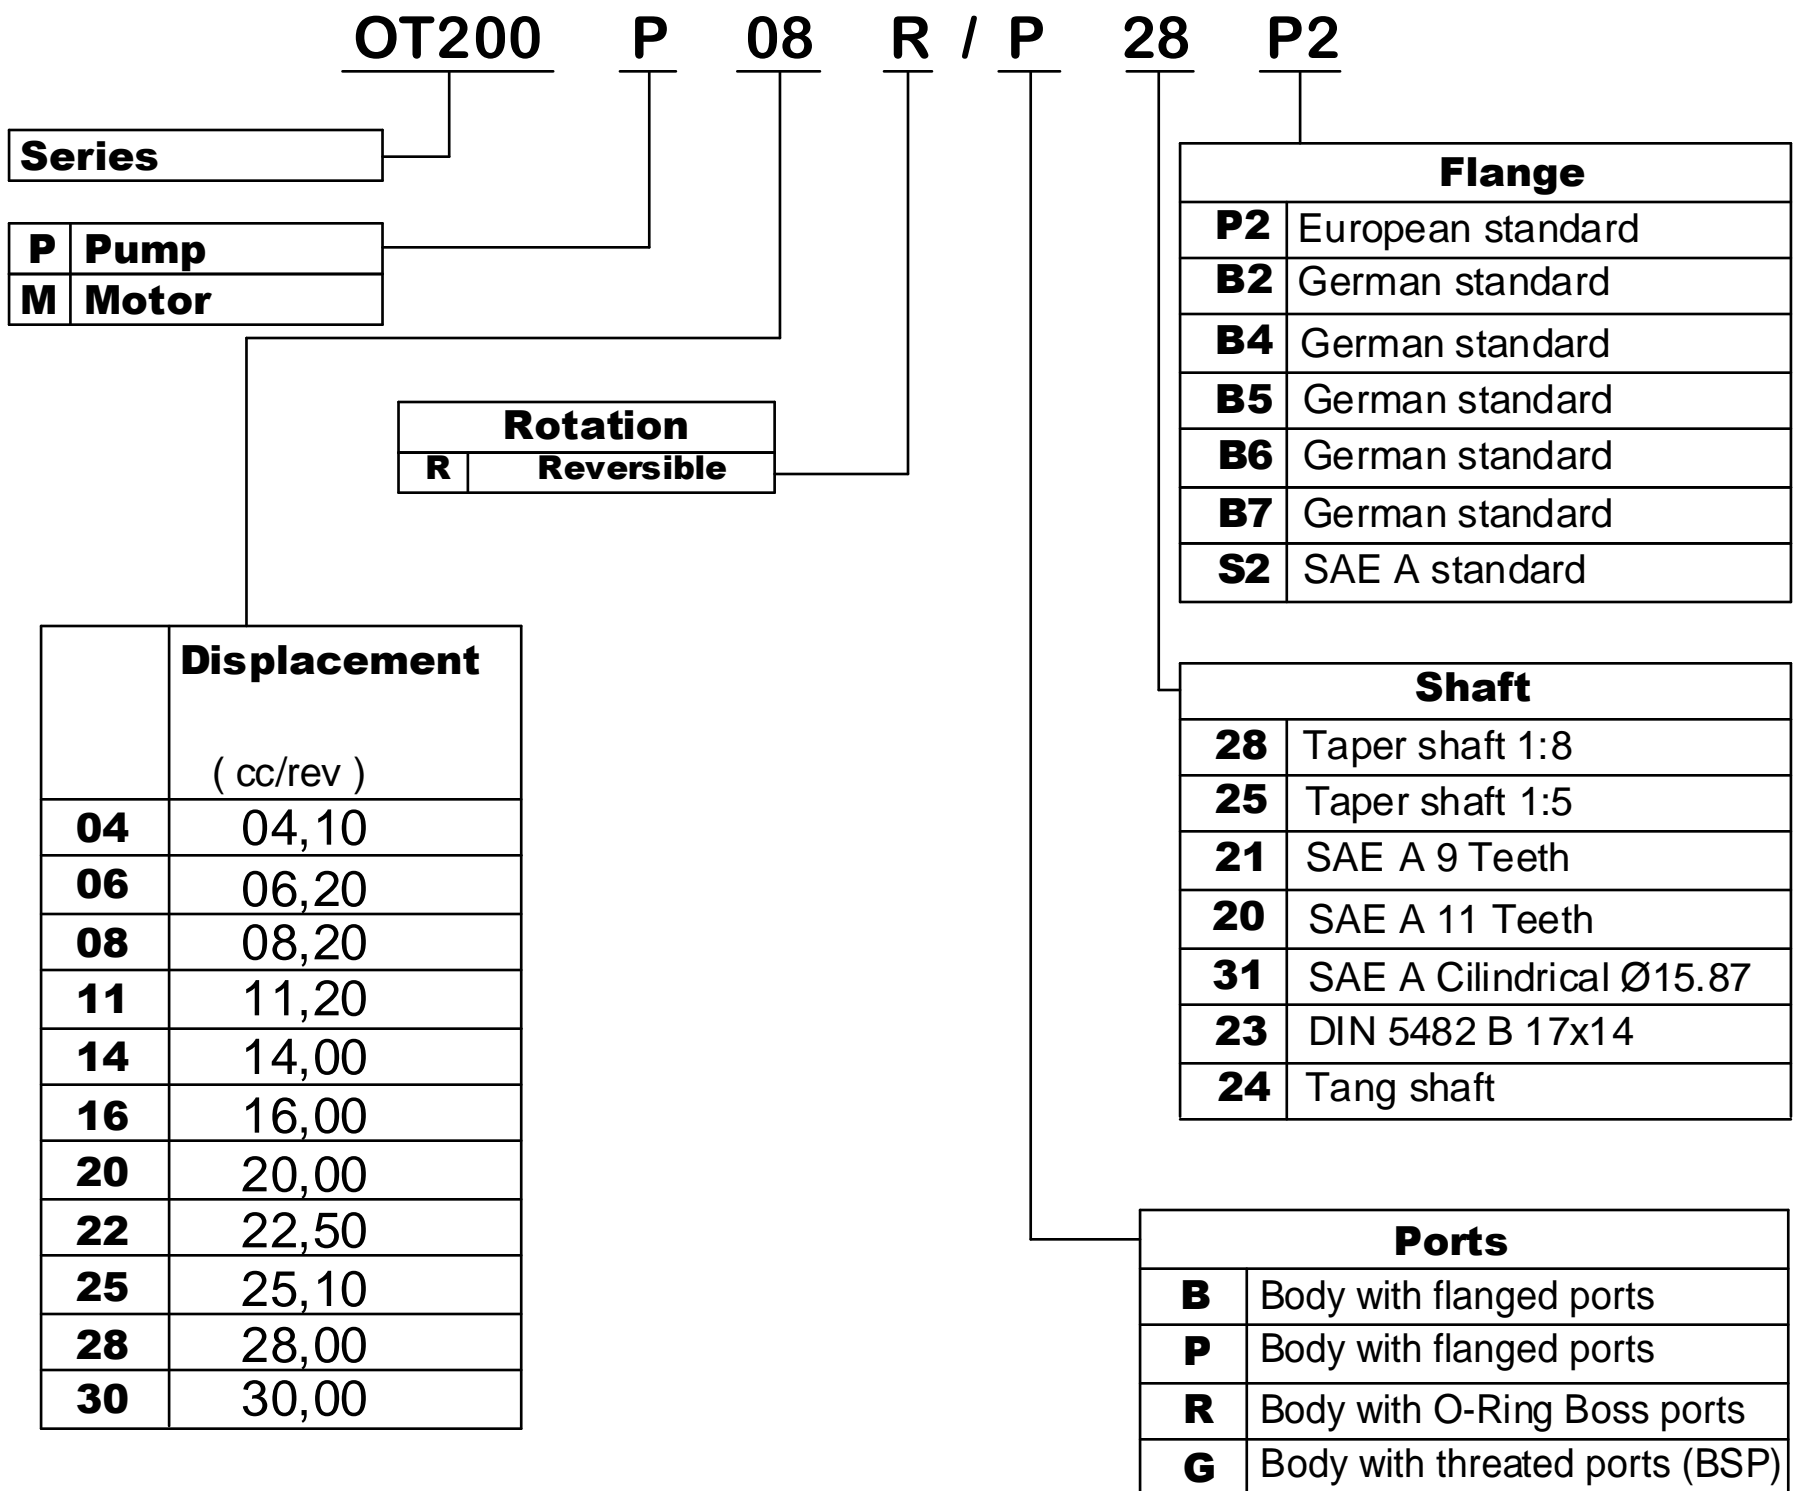 OT200 P 08 R / P 28 P2
Series
P Pump
M Motor
Rotation
R Reversible
Displacement
( cc/rev )
04 04,10
06 06,20
08 08,20
11 11,20
14 14,00
16 16,00
20 20,00
22 22,50
25 25,10
28 28,00
30 30,00
Flange
P2 European standard
B2 German standard
B4 German standard
B5 German standard
B6 German standard
B7 German standard
S2 SAE A standard
Shaft
28 Taper shaft 1:8
25 Taper shaft 1:5
21 SAE A 9 Teeth
20 SAE A 11 Teeth
31 SAE A Cilindrical Ø15.87
23 DIN 5482 B 17x14
24 Tang shaft
Ports
B Body with flanged ports
P Body with flanged ports
R Body with O-Ring Boss ports
G Body with threated ports (BSP)